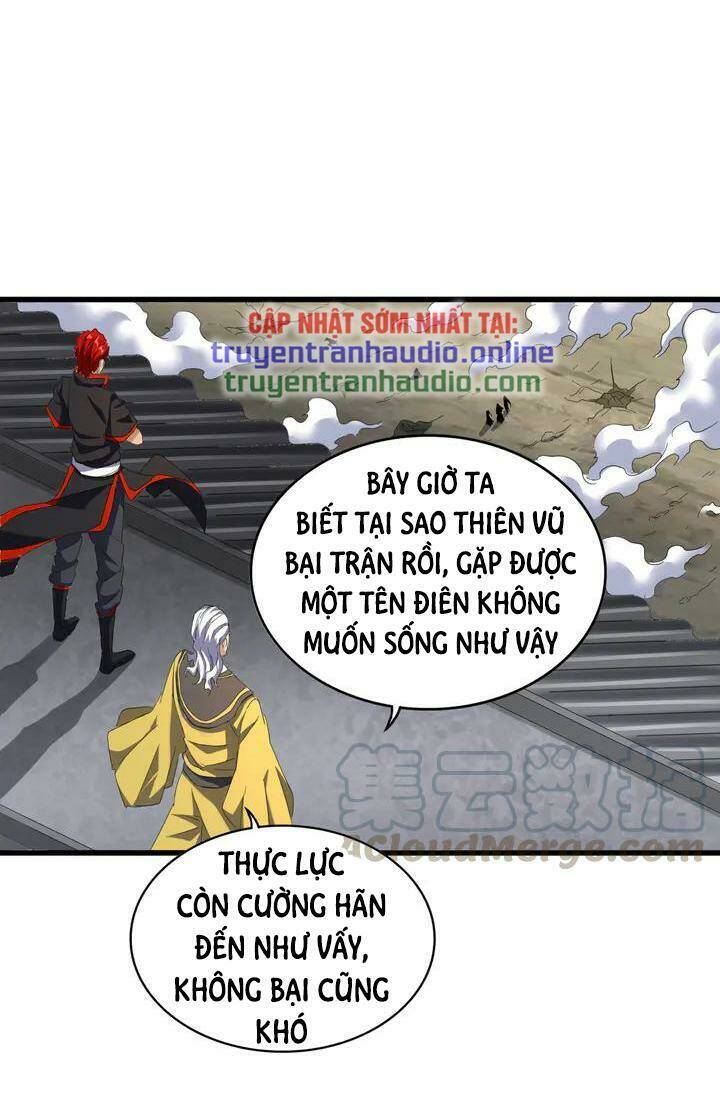 CẬP NHẬT SỚM NHẤT TẠI:
truyentranhaudio.online
truyentranhaudio.com
BÂY GIỜ TA
BIẾT TẠI SAO THIÊN VŨ
BẠI TRẬN RỒI, GẶP ĐƯỢC
MỘT TÊN ĐIÊN KHÔNG
MUỐN SỐNG NHƯ VẬY
集云数据
ACloudMerge.com
THỰC LỰC
CÒN CƯỜNG HÃN
ĐẾN NHƯ VẤY,
KHÔNG BẠI CŨNG
KHÓ